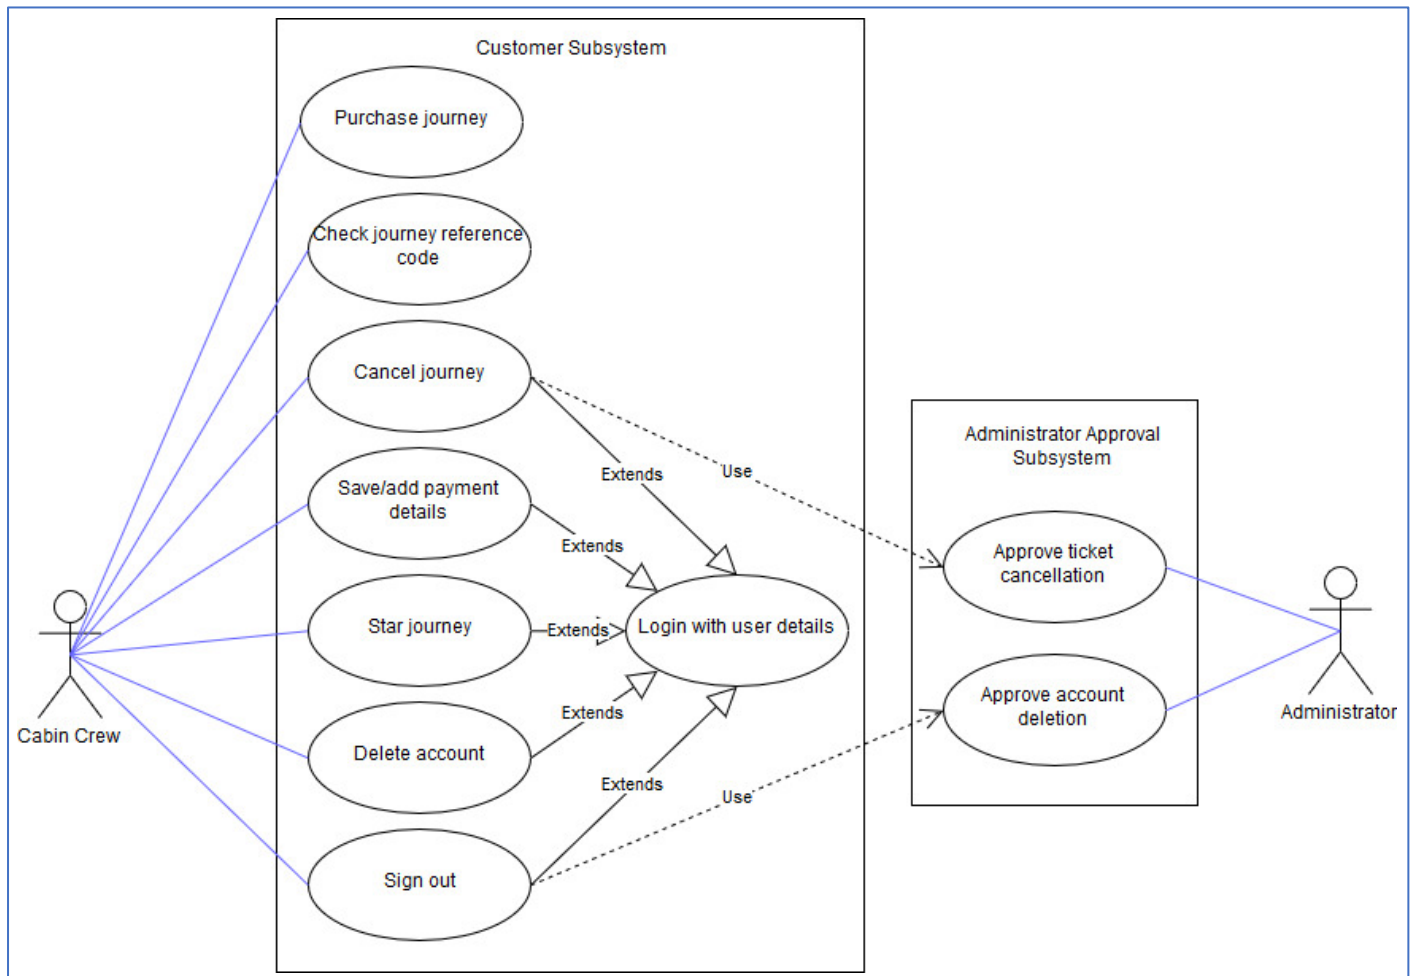 Customer Subsystem
Purchase journey
Check journey reference
code
Cancel journey
Use
Extends
Administrator Approval
Subsystem
Save/add payment
details
Extends
Approve ticket
cancellation
Star journey
Extends
Login with user details
Cabin Crew
Administrator
Approve account
deletion
Delete account
Extends
Extends
Use
Sign out